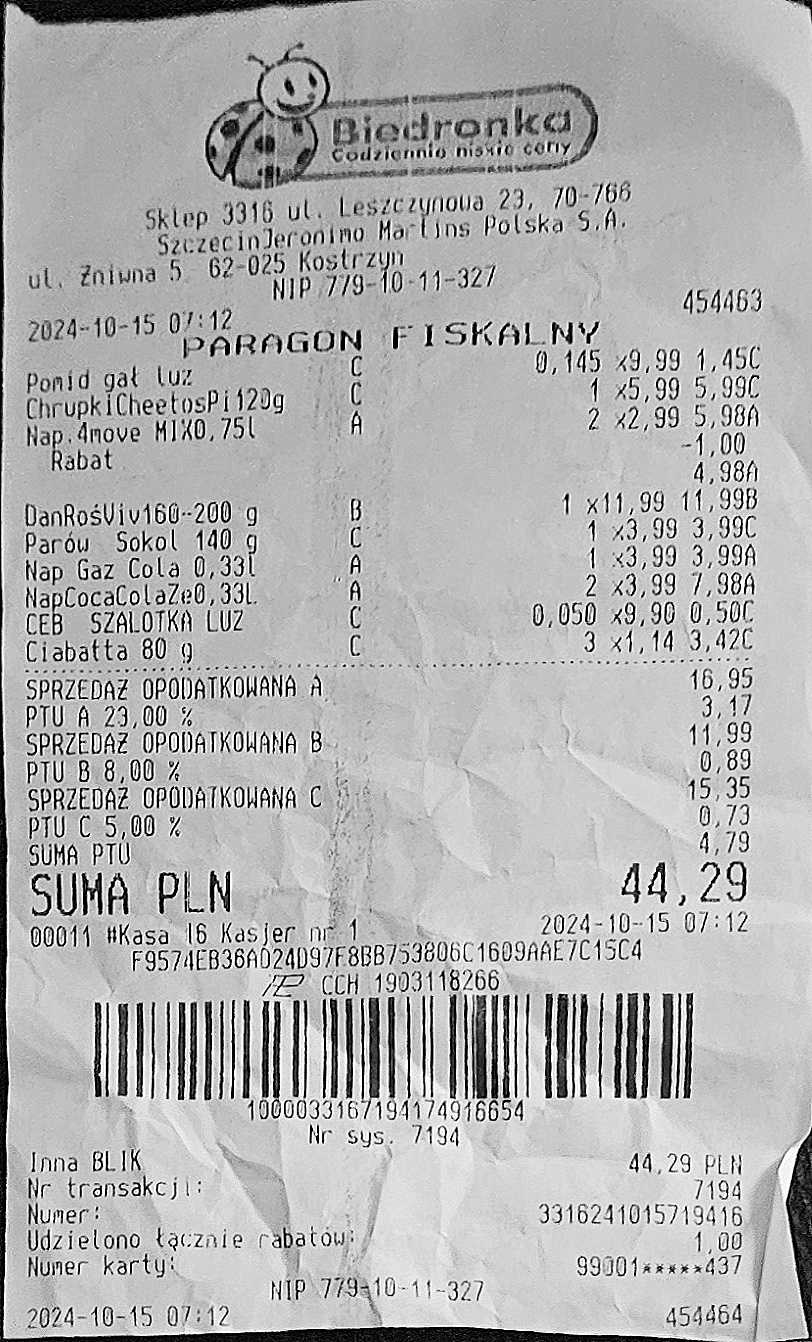 Biedronka
Codziennie niskie ceny
Sklep 3316 ul. Leszczynowa 23, 70-766
SzczecinJeronimo Martins Polska S.A.
ul. Żniwna 5 62-025 Kostrzyn
NIP 779-10-11-327
2024-10-15 07:12 454463
PARAGON FISKALNY
Pomid gał luz C 0,145 x9,99 1,45C
ChrupkiCheetosPi120g C 1 x5,99 5,99C
Nap.4move MIX0,75l A 2 x2,99 5,98A
Rabat -1,00
4,98A
DanRośViv160-200 g B 1 x11,99 11,99B
Parów Sokol 140 g C 1 x3,99 3,99C
Nap Gaz Cola 0,33l A 1 x3,99 3,99A
NapCocaColaZe0,33L A 2 x3,99 7,98A
CEB SZALOTKA LUZ C 0,050 x9,90 0,50C
Ciabatta 80 g C 3 x1,14 3,42C
SPRZEDAŻ OPODATKOWANA A 16,95
PTU A 23,00 % 3,17
SPRZEDAŻ OPODATKOWANA B 11,99
PTU B 8,00 % 0,89
SPRZEDAŻ OPODATKOWANA C 15,35
PTU C 5,00 % 0,73
SUMA PTU 4,79
SUMA PLN 44,29
00011 #Kasa 16 Kasjer nr 1 2024-10-15 07:12
F9574EB36A024D97F8BB753806C1609AAE7C15C4
CCH 1903118266
1000033167194174916654
Nr sys. 7194
Inna BLIK 44,29 PLN
Nr transakcji: 7194
Numer: 3316241015719416
Udzielono łącznie rabatów: 1,00
Numer karty: 99001*****437
NIP 779-10-11-327
2024-10-15 07:12 454464